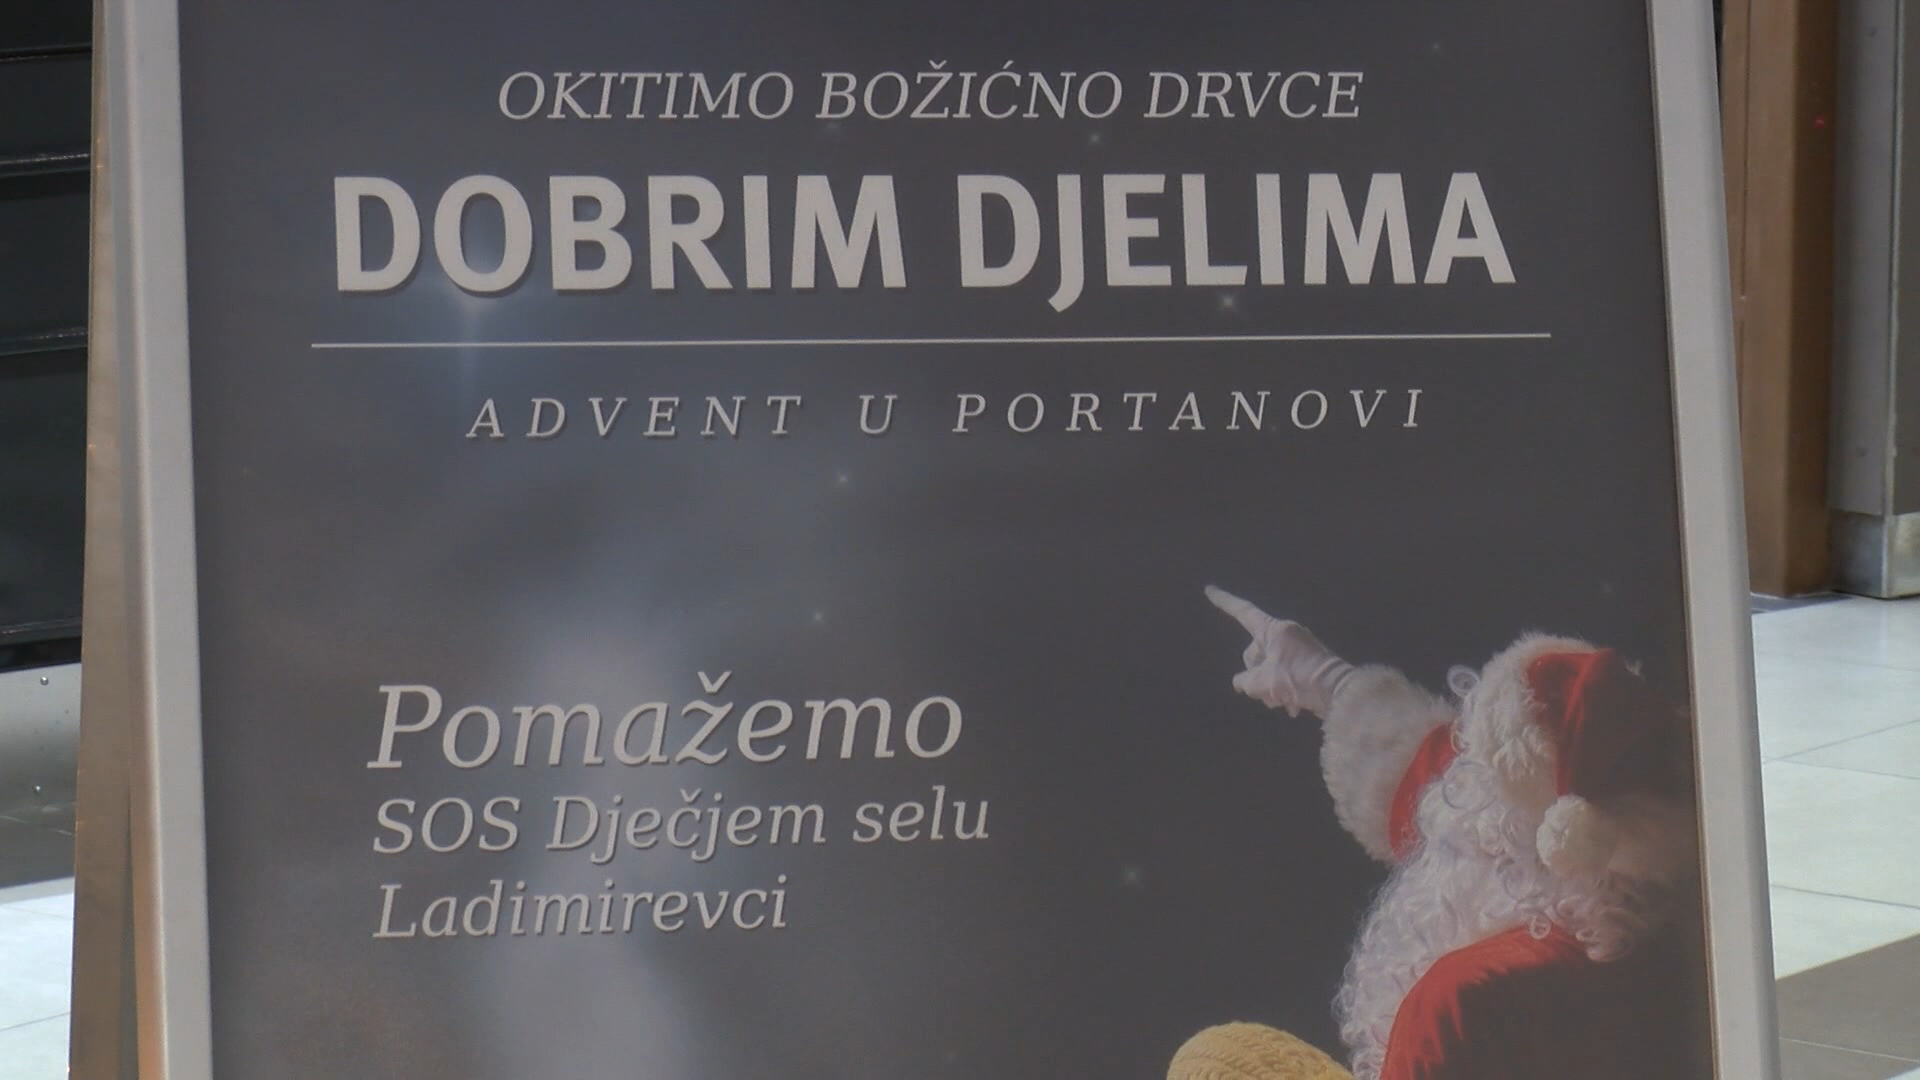 OKITIMO BOŽIĆNO DRVCE
DOBRIM DJELIMA
ADVENT U PORTANOVI
Pomažemo
SOS Dječjem selu
Ladimirevci